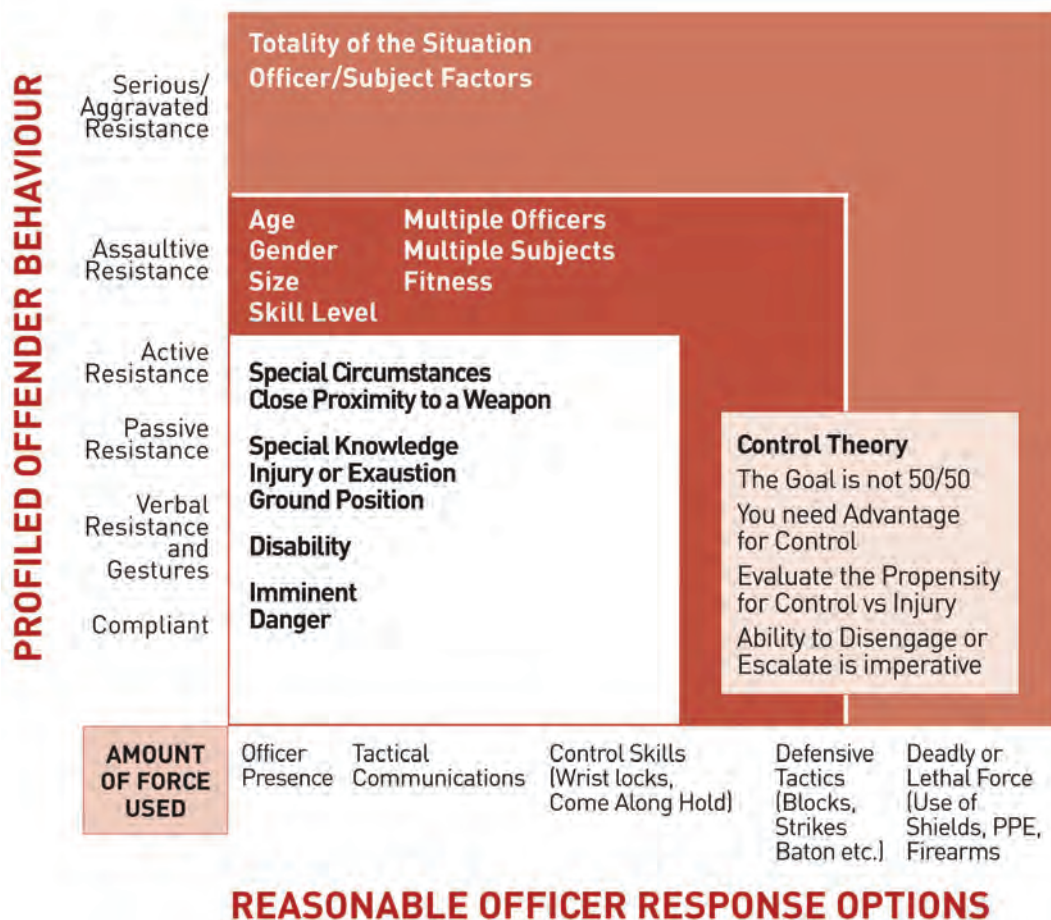 PROFILED OFFENDER BEHAVIOUR
Serious/
Aggravated
Resistance
Assaultive
Resistance
Active
Resistance
Passive
Resistance
Verbal
Resistance
and
Gestures
Compliant
Totality of the Situation
Officer/Subject Factors
Age
Gender
Size
Skill Level
Multiple Officers
Multiple Subjects
Fitness
Special Circumstances
Close Proximity to a Weapon
Special Knowledge
Injury or Exaustion
Ground Position
Disability
Imminent
Danger
Control Theory
The Goal is not 50/50
You need Advantage
for Control
Evaluate the Propensity
for Control vs Injury
Ability to Disengage or
Escalate is imperative
AMOUNT
OF FORCE
USED
Officer
Presence
Tactical
Communications
Control Skills
(Wrist locks,
Come Along Hold)
Defensive
Tactics
(Blocks,
Strikes
Baton etc.)
Deadly or
Lethal Force
(Use of
Shields, PPE,
Firearms
REASONABLE OFFICER RESPONSE OPTIONS